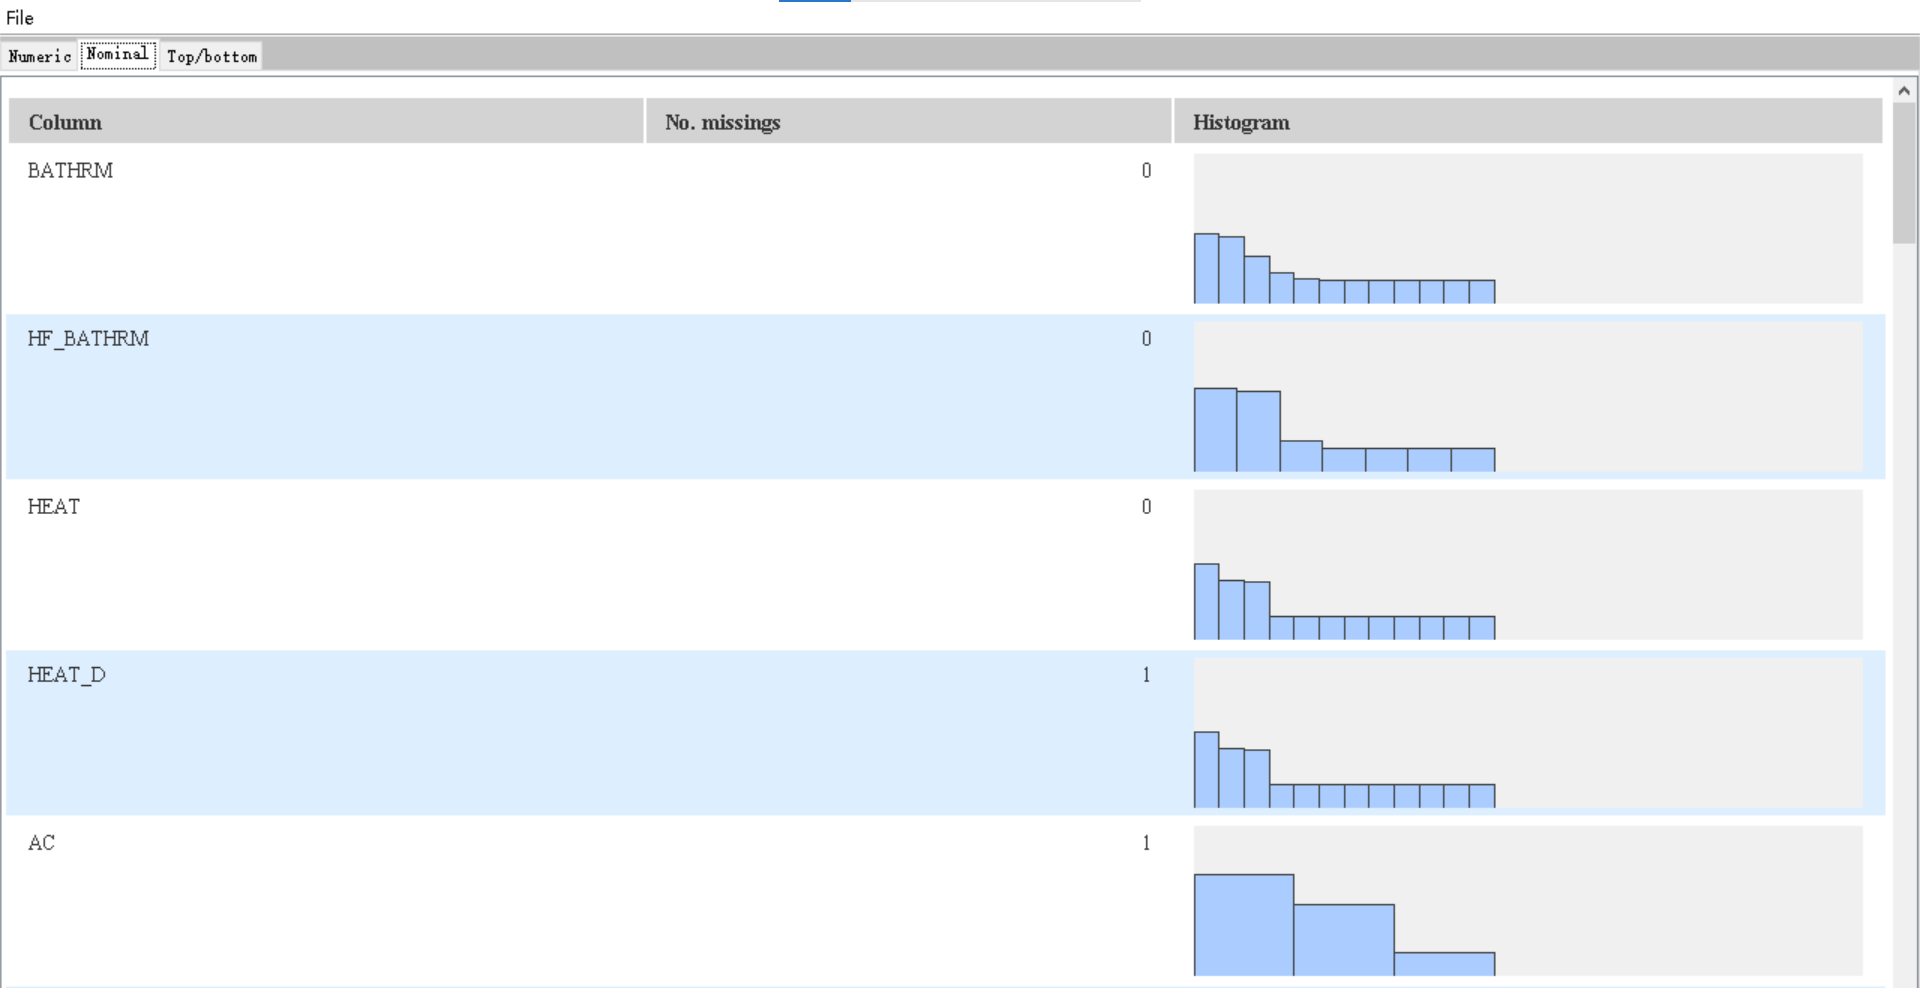 File
Numeric Nominal Top/bottom
Column No. missings Histogram
BATHRM 0
HF_BATHRM 0
HEAT 0
HEAT_D 1
AC 1